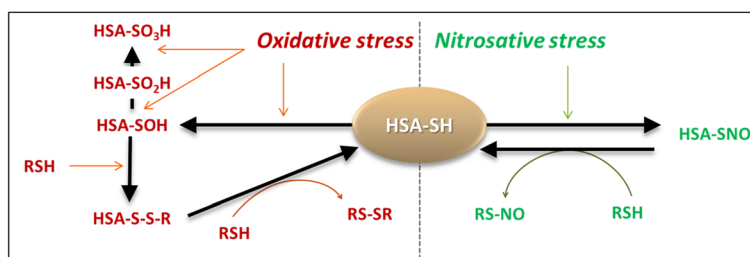 HSA-SO₃H
Oxidative stress
Nitrosative stress
HSA-SO₂H
HSA-SOH
HSA-SH
HSA-SNO
RSH
HSA-S-S-R
RSH
RS-SR
RS-NO
RSH